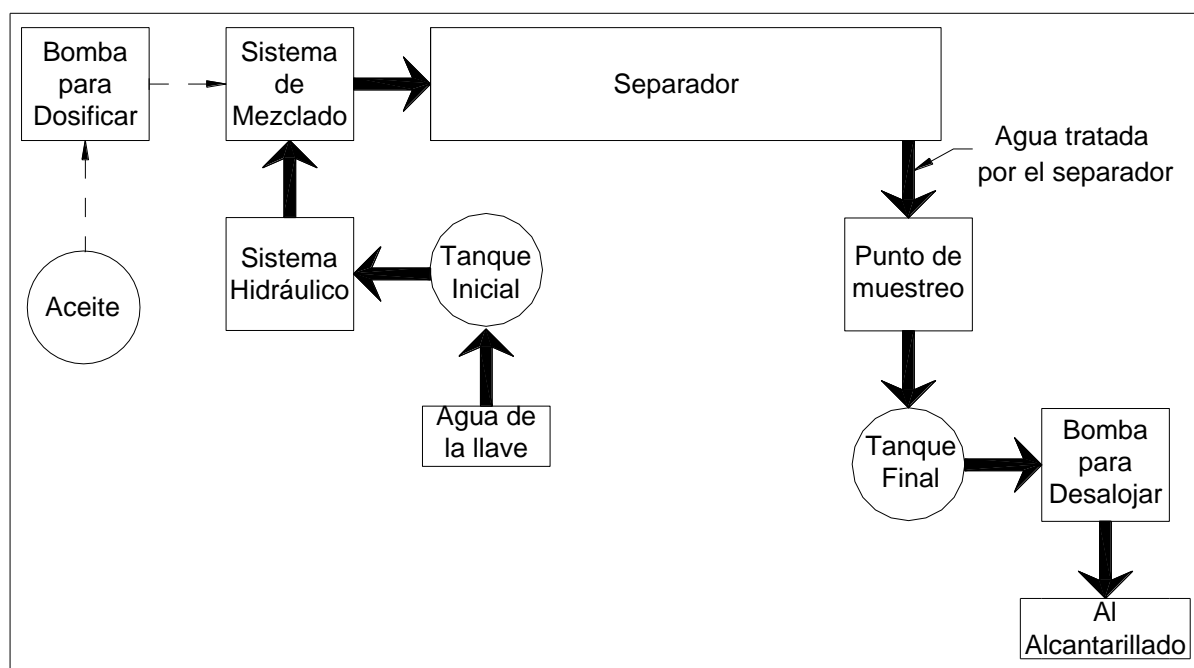 Bomba
para
Dosificar
Sistema
de
Mezclado
Separador
Agua tratada
por el separador
Aceite
Sistema
Hidráulico
Tanque
Inicial
Punto de
muestreo
Agua de
la llave
Tanque
Final
Bomba
para
Desalojar
Al
Alcantarillado